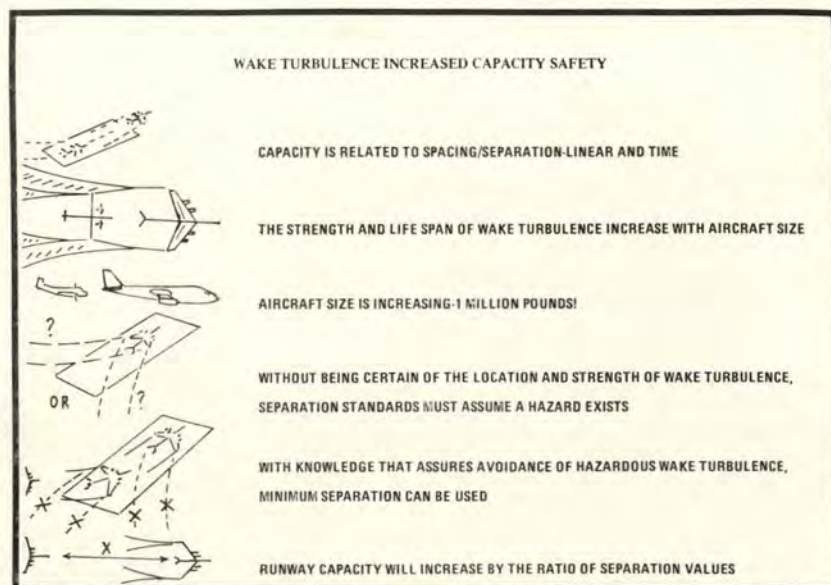 WAKE TURBULENCE INCREASED CAPACITY SAFETY
CAPACITY IS RELATED TO SPACING/SEPARATION-LINEAR AND TIME
THE STRENGTH AND LIFE SPAN OF WAKE TURBULENCE INCREASE WITH AIRCRAFT SIZE
AIRCRAFT SIZE IS INCREASING-1 MILLION POUNDS!
?
OR
?
WITHOUT BEING CERTAIN OF THE LOCATION AND STRENGTH OF WAKE TURBULENCE,
SEPARATION STANDARDS MUST ASSUME A HAZARD EXISTS
WITH KNOWLEDGE THAT ASSURES AVOIDANCE OF HAZARDOUS WAKE TURBULENCE,
MINIMUM SEPARATION CAN BE USED
X
RUNWAY CAPACITY WILL INCREASE BY THE RATIO OF SEPARATION VALUES